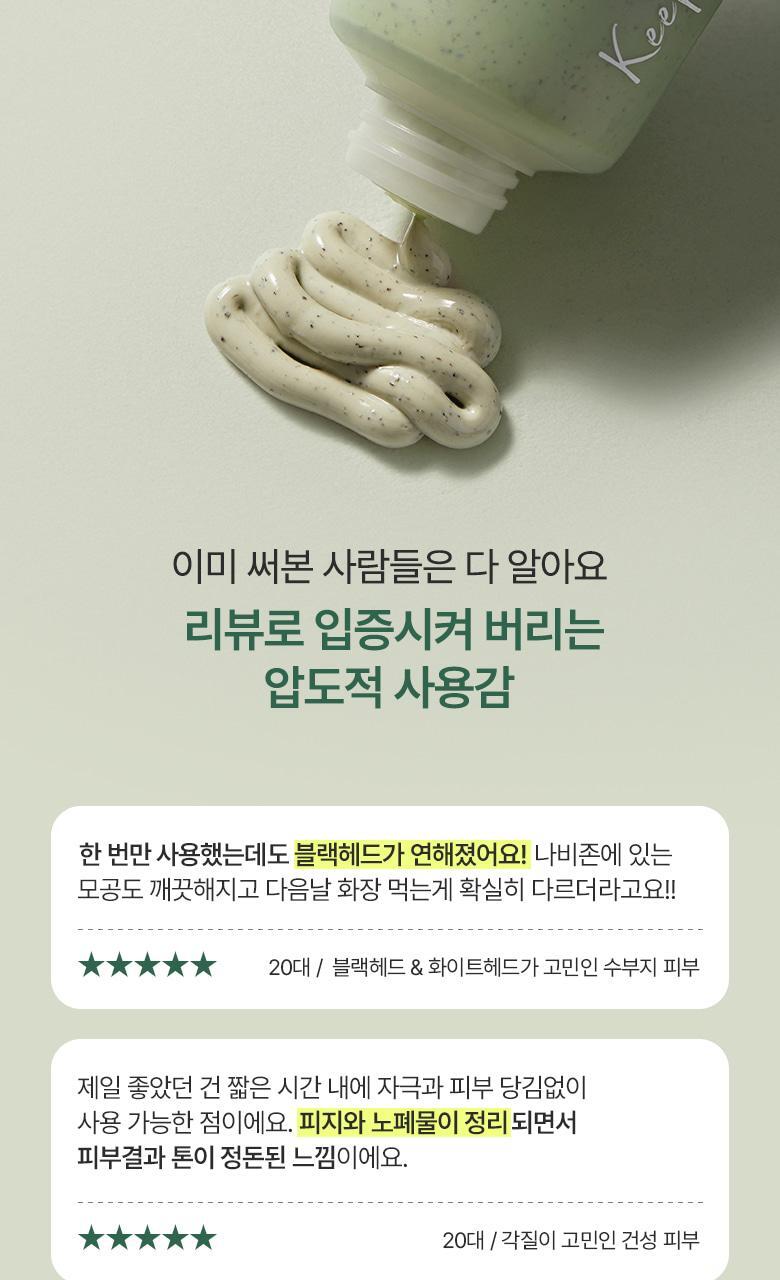 이미 써본 사람들은 다 알아요
리뷰로 입증시켜 버리는
압도적 사용감
한 번만 사용했는데도 블랙헤드가 연해졌어요! 나비존에 있는
모공도 깨끗해지고 다음날 화장 먹는게 확실히 다르더라고요!!
★★★★★ 20대 / 블랙헤드 & 화이트헤드가 고민인 수부지 피부
제일 좋았던 건 짧은 시간 내에 자극과 피부 당김없이
사용 가능한 점이에요. 피지와 노폐물이 정리되면서
피부결과 톤이 정돈된 느낌이에요.
★★★★★ 20대 / 각질이 고민인 건성 피부